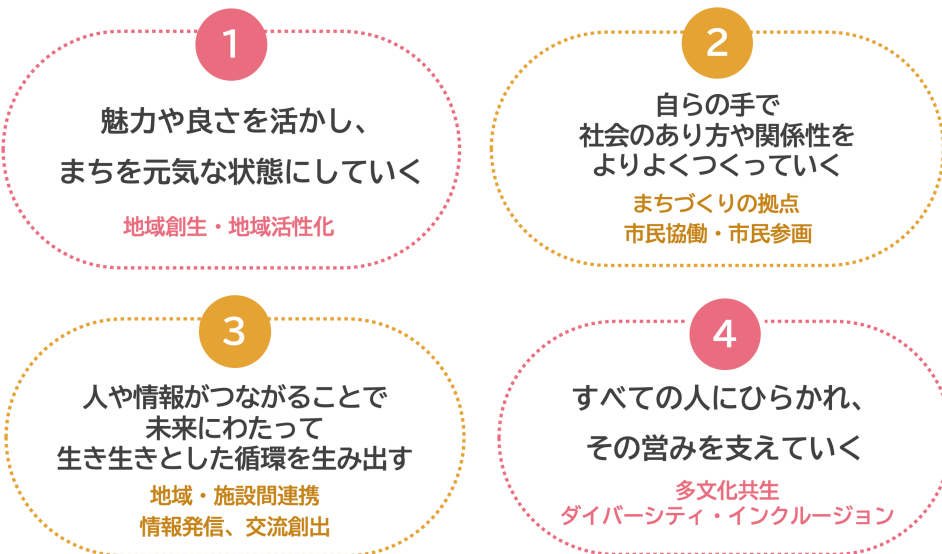 1
魅力や良さを活かし、
まちを元気な状態にしていく
地域創生・地域活性化
2
自らの手で
社会のあり方や関係性を
よりよくつくっていく
まちづくりの拠点
市民協働・市民参画
3
人や情報がつながることで
未来にわたって
生き生きとした循環を生み出す
地域・施設間連携
情報発信、交流創出
4
すべての人にひらかれ、
その営みを支えていく
多文化共生
ダイバーシティ・インクルージョン